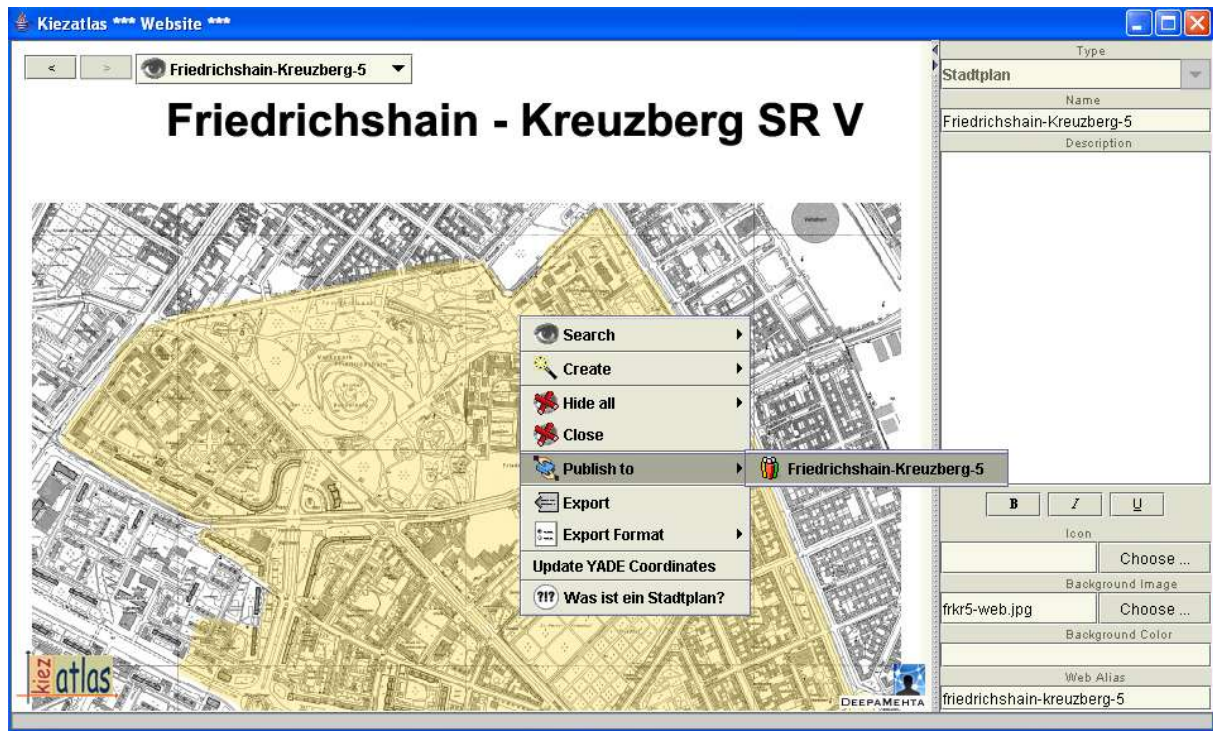 Kiezatlas *** Website ***
<
>
Friedrichshain-Kreuzberg-5
Friedrichshain - Kreuzberg SR V
Search
Create
Hide all
Close
Publish to
Friedrichshain-Kreuzberg-5
Export
Export Format
Update YADE Coordinates
?!? Was ist ein Stadtplan?
kiez
atlas
DEEPAMEHTA
Type
Stadtplan
Name
Friedrichshain-Kreuzberg-5
Description
B I U
Icon
Choose ...
Background Image
frkr5-web.jpg
Choose ...
Background Color
Web Alias
friedrichshain-kreuzberg-5